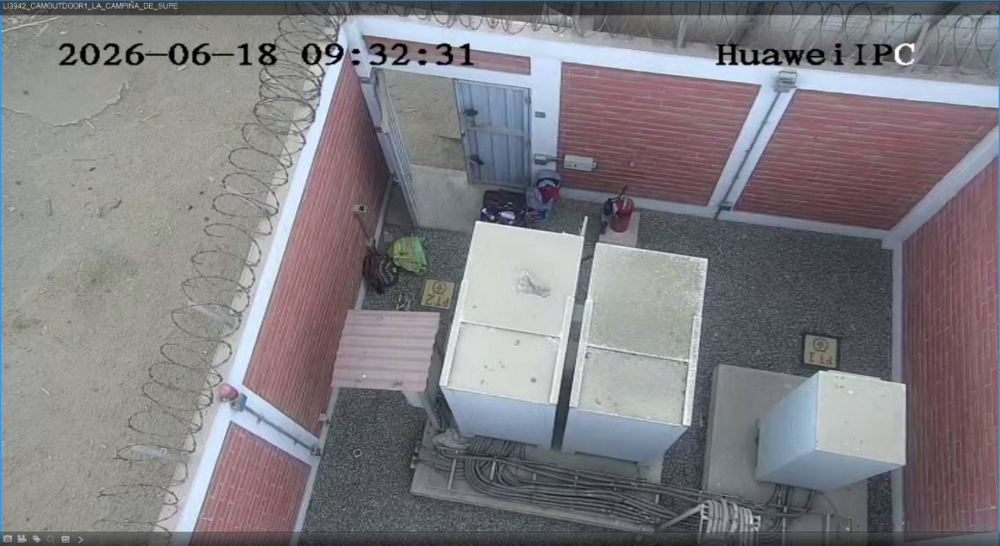 LI3942_CAMOUTDOOR1_LA_CAMPIÑA_DE_SUPE
2026-06-18 09:32:31
HuaweiIPC
PT2
PT1